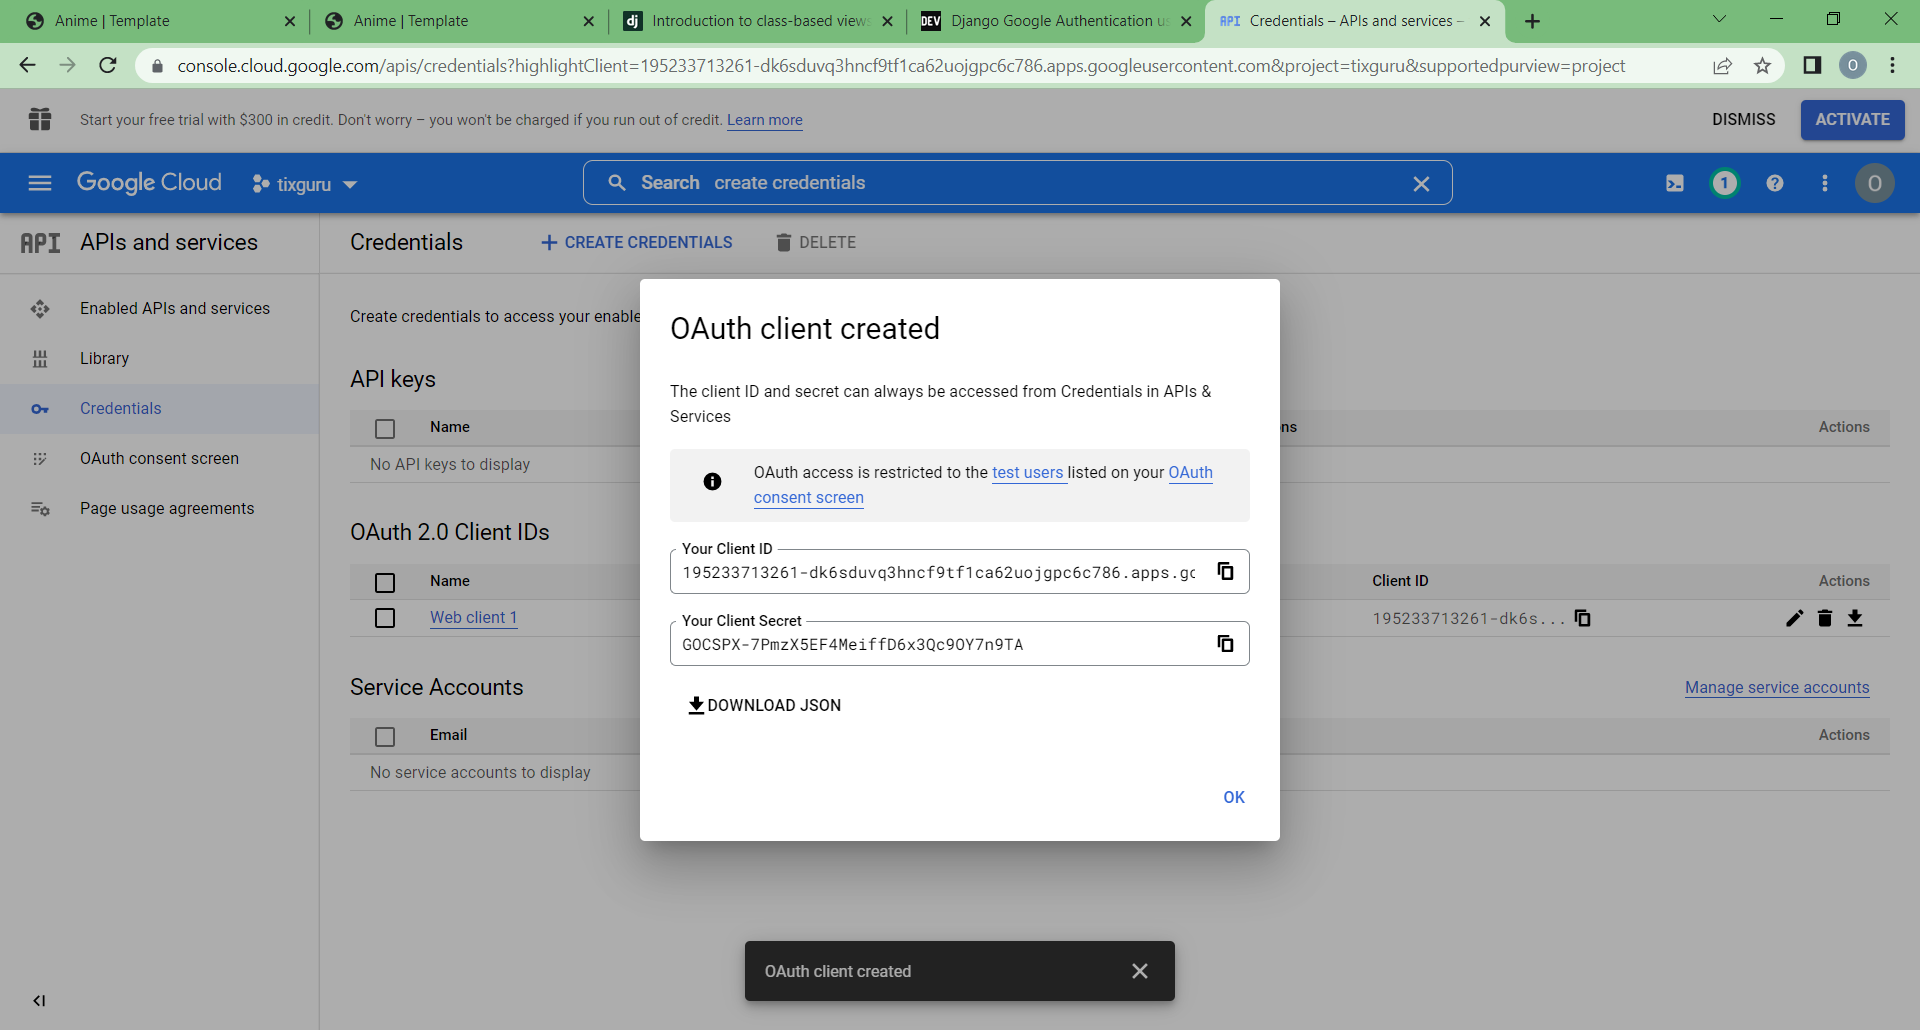 Anime | Template
Anime | Template
Introduction to class-based views
Django Google Authentication us
Credentials – APIs and services –
console.cloud.google.com/apis/credentials?highlightClient=195233713261-dk6sduvq3hncf9tf1ca62uojgpc6c786.apps.googleusercontent.com&project=tixguru&supportedpurview=project
O
Start your free trial with $300 in credit. Don't worry – you won't be charged if you run out of credit. Learn more
DISMISS
ACTIVATE
Google Cloud
tixguru
Search create credentials
1
O
API APIs and services
Credentials
CREATE CREDENTIALS
DELETE
Enabled APIs and services
Library
Credentials
OAuth consent screen
Page usage agreements
Create credentials to access your enable
API keys
Name
ns
Actions
No API keys to display
OAuth 2.0 Client IDs
Name
Client ID
Actions
Web client 1
195233713261-dk6s...
Service Accounts
Manage service accounts
Email
Actions
No service accounts to display
OAuth client created
The client ID and secret can always be accessed from Credentials in APIs &
Services
OAuth access is restricted to the test users listed on your OAuth
consent screen
Your Client ID
195233713261-dk6sduvq3hncf9tf1ca62uojgpc6c786.apps.gc
Your Client Secret
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
DOWNLOAD JSON
OK
OAuth client created